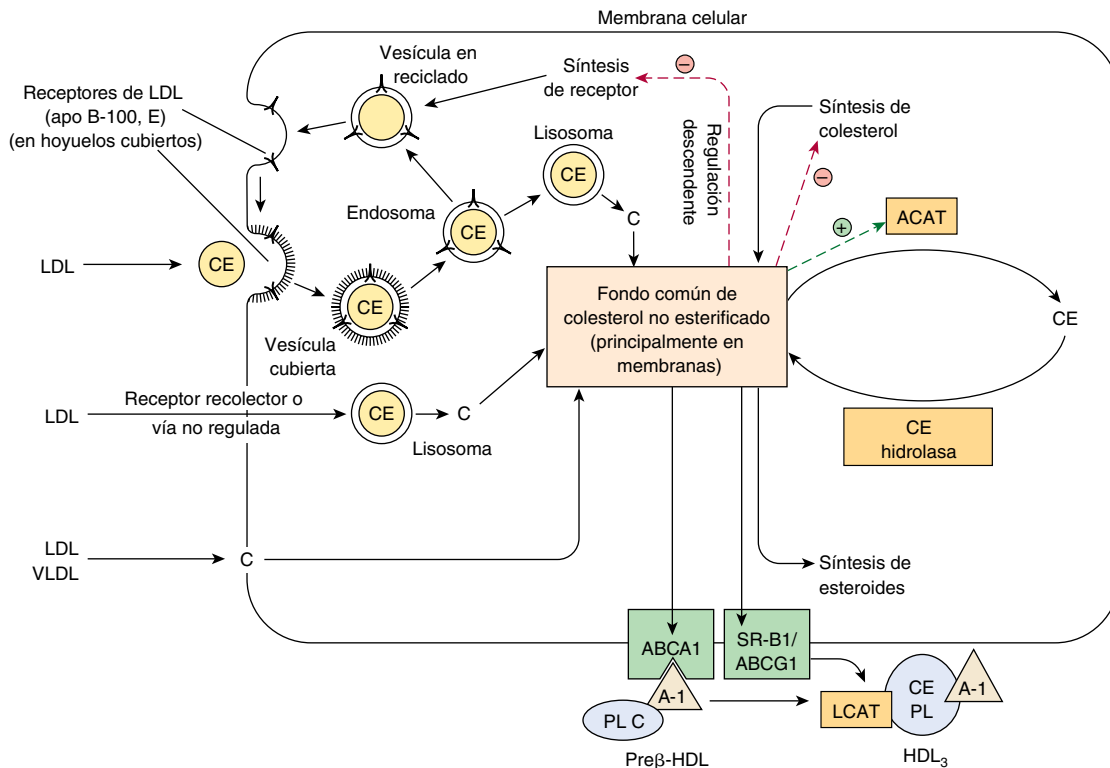 Membrana celular
Vesícula en
reciclado
Síntesis
de receptor
−
Síntesis de
colesterol
Receptores de LDL
(apo B-100, E)
(en hoyuelos cubiertos)
Lisosoma
CE
Regulación
descendente
−
C
ACAT
+
Endosoma
CE
LDL
CE
CE
Vesícula
cubierta
Fondo común de
colesterol no esterificado
(principalmente en
membranas)
CE
LDL
Receptor recolector o
vía no regulada
CE
C
Lisosoma
CE
hidrolasa
LDL
VLDL
C
Síntesis de
esteroides
ABCA1
SR-B1/
ABCG1
A-1
PL C
Preβ-HDL
LCAT
CE
PL
A-1
HDL₃